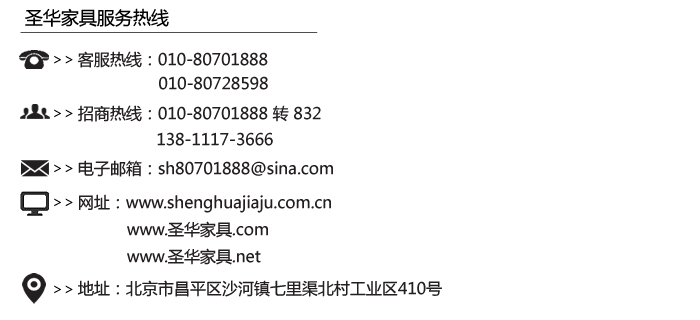 圣华家具服务热线
>> 客服热线：010-80701888
010-80728598
>> 招商热线：010-80701888 转 832
138-1117-3666
>> 电子邮箱：sh80701888@sina.com
>> 网址：www.shenghuajiaju.com.cn
www.圣华家具.com
www.圣华家具.net
>> 地址：北京市昌平区沙河镇七里渠北村工业区410号